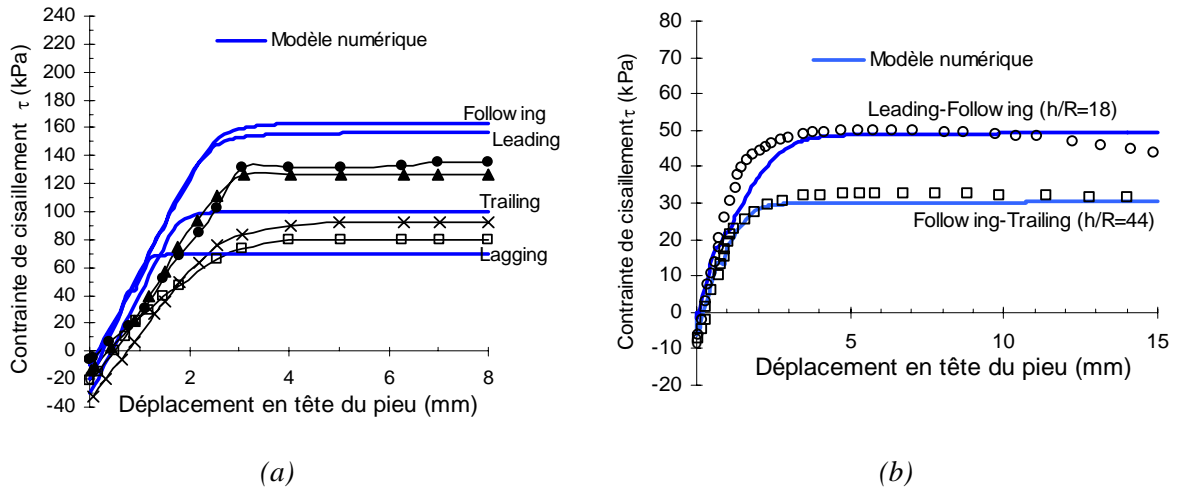 Contrainte de cisaillement τ (kPa)
240
220
200
180
160
140
120
100
80
60
40
20
0
-20
-40
Modèle numérique
Following
Leading
Trailing
Lagging
0
2
4
6
8
Déplacement en tête du pieu (mm)
(a)
Contrainte de cisaillement τ (kPa)
80
70
60
50
40
30
20
10
0
-10
-20
Modèle numérique
Leading-Following (h/R=18)
Following-Trailing (h/R=44)
0
5
10
15
Déplacement en tête du pieu (mm)
(b)